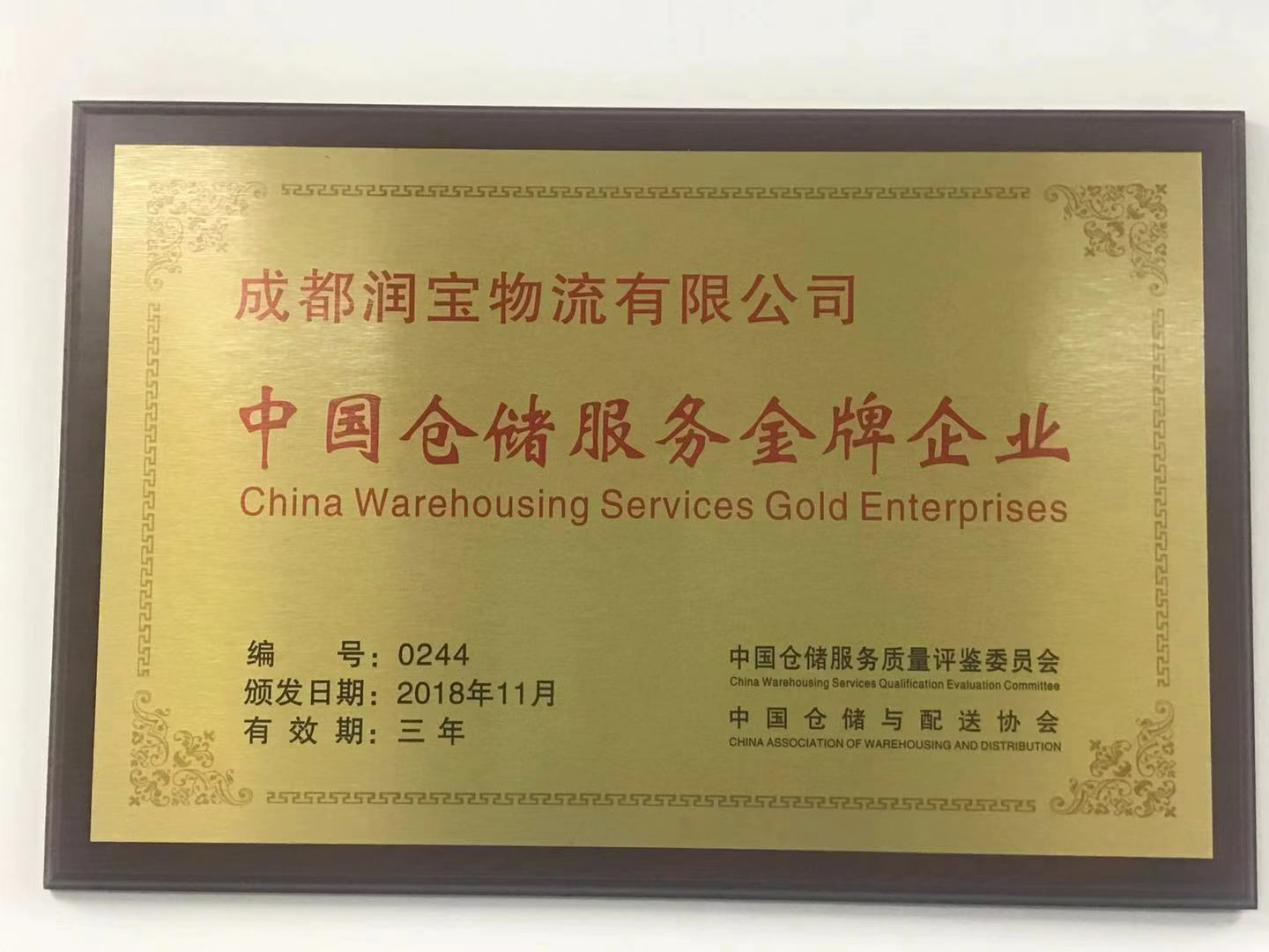 成都润宝物流有限公司
中国仓储服务金牌企业
China Warehousing Services Gold Enterprises
编 号：0244
颁发日期：2018年11月
有 效 期：三 年
中国仓储服务质量评鉴委员会
China Warehousing Services Qualification Evaluation Committee
中国仓储与配送协会
CHINA ASSOCIATION OF WAREHOUSING AND DISTRIBUTION